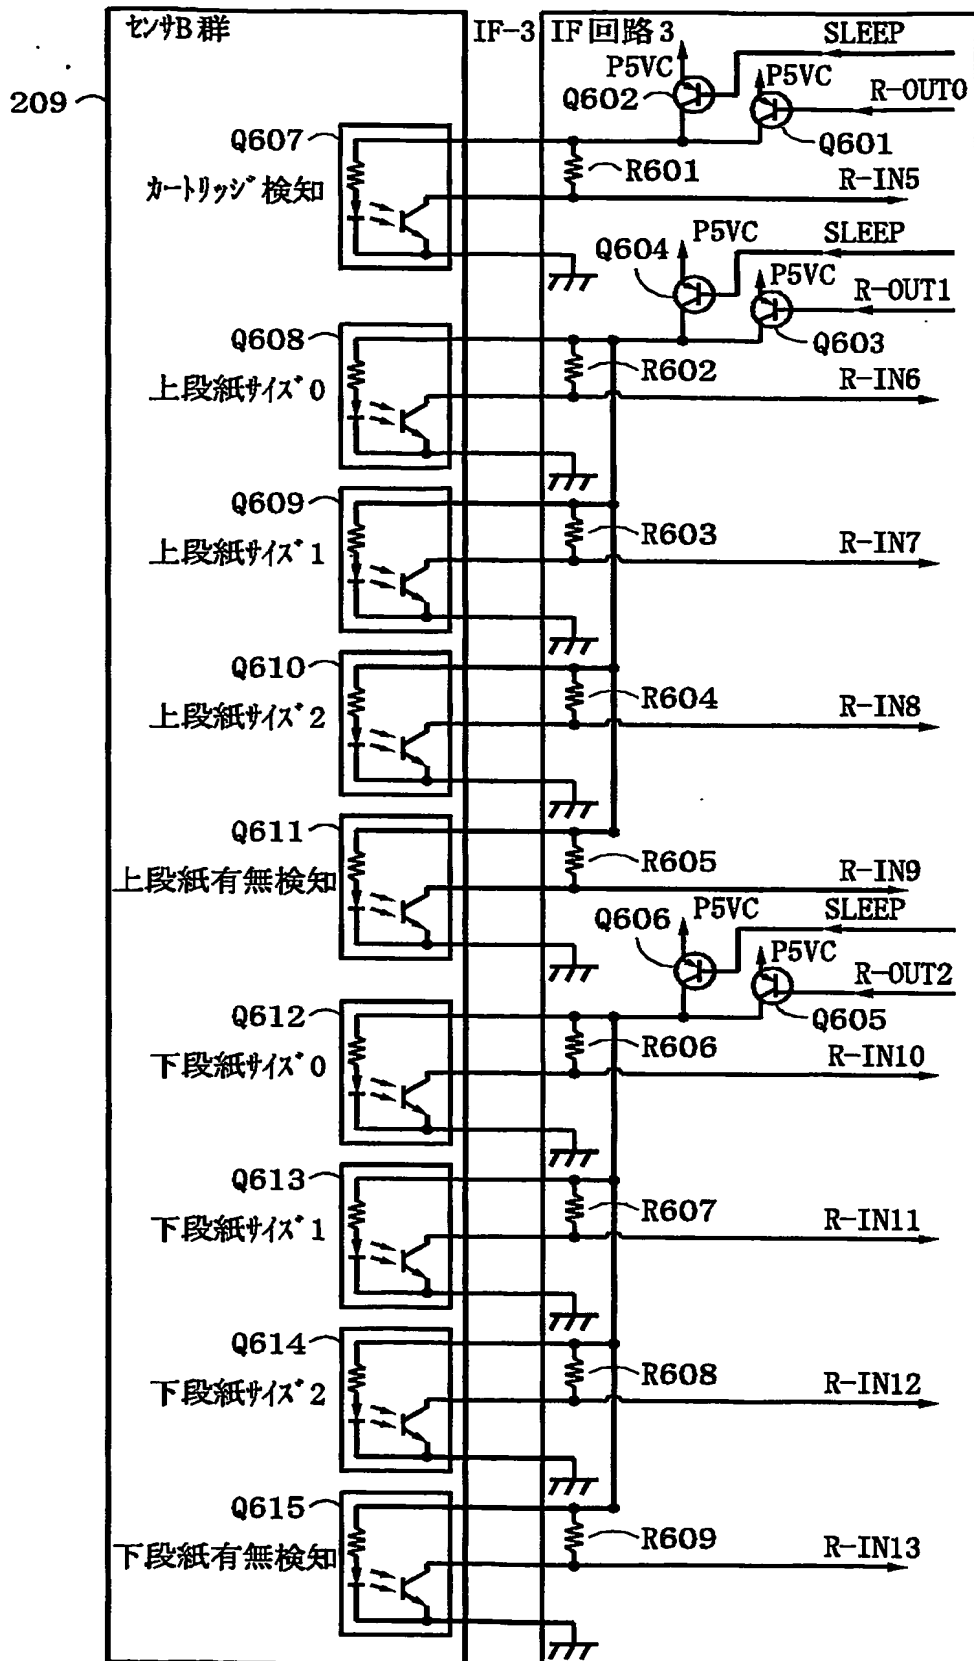 センサB群
IF-3
IF回路3
SLEEP
P5VC
P5VC
209
Q602
R-OUT0
Q607
Q601
カートリッジ検知
R601
R-IN5
Q604
P5VC
SLEEP
P5VC
R-OUT1
Q608
Q603
上段紙サイズ0
R602
R-IN6
Q609
上段紙サイズ1
R603
R-IN7
Q610
上段紙サイズ2
R604
R-IN8
Q611
上段紙有無検知
R605
R-IN9
Q606
P5VC
SLEEP
P5VC
R-OUT2
Q612
Q605
下段紙サイズ0
R606
R-IN10
Q613
下段紙サイズ1
R607
R-IN11
Q614
下段紙サイズ2
R608
R-IN12
Q615
下段紙有無検知
R609
R-IN13